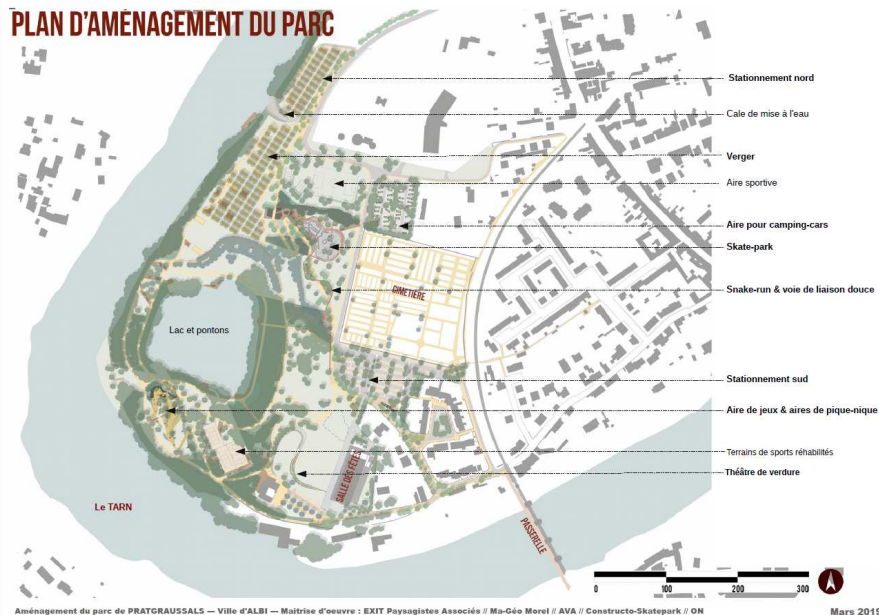 PLAN D'AMÉNAGEMENT DU PARC
Stationnement nord
Cale de mise à l'eau
Verger
Aire sportive
Aire pour camping-cars
Skate-park
CIMETIÈRE
Snake-run & voie de liaison douce
Lac et pontons
Stationnement sud
Aire de jeux & aires de pique-nique
Terrains de sports réhabilités
Théâtre de verdure
SALLE DES FÊTES
Le TARN
PASSERELLE
0 100 200 300
Aménagement du parc de PRATGRAUSSALS — Ville d'ALBI — Maitrise d'oeuvre : EXIT Paysagistes Associés // Ma-Géo Morel // AVA // Constructo-Skatepark // ON
Mars 2019